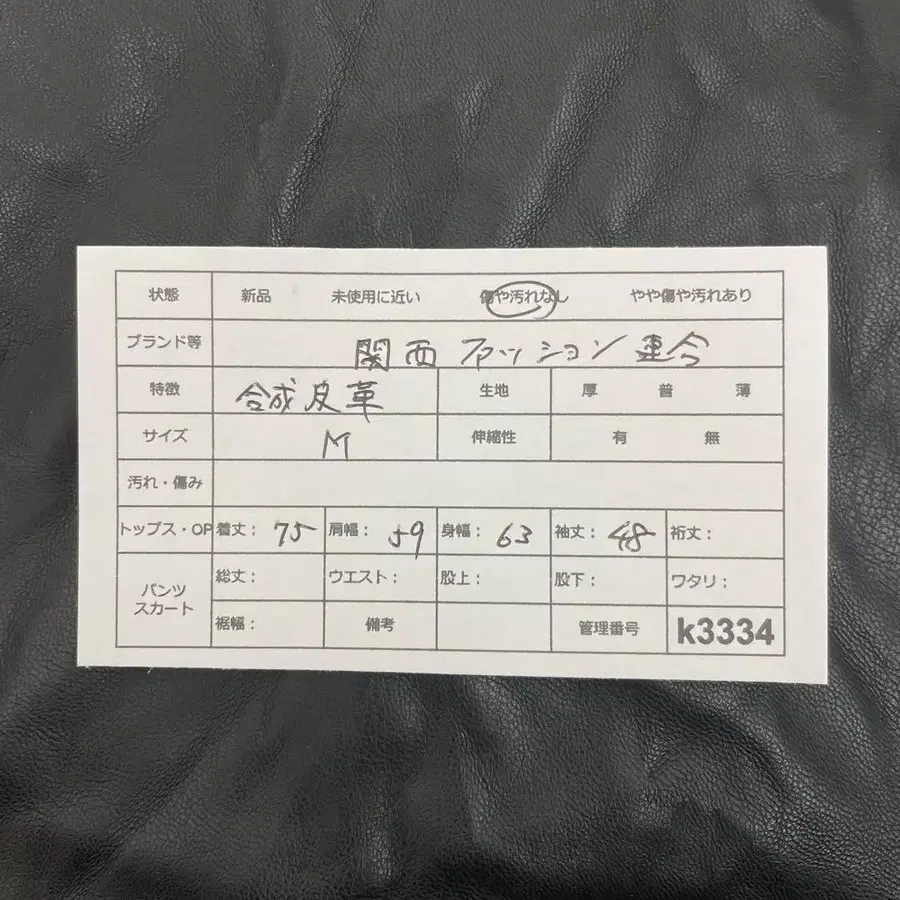 状態 新品 未使用に近い 傷や汚れなし やや傷や汚れあり
ブランド等 関西ファッション連合
特徴 合成皮革 生地 厚 普 薄
サイズ M 伸縮性 有 無
汚れ・傷み
トップス・OP 着丈: 75 肩幅: 59 身幅: 63 袖丈: 48 裄丈:
パンツ スカート 総丈: ウエスト: 股上: 股下: ワタリ:
裾幅: 備考 管理番号 k3334